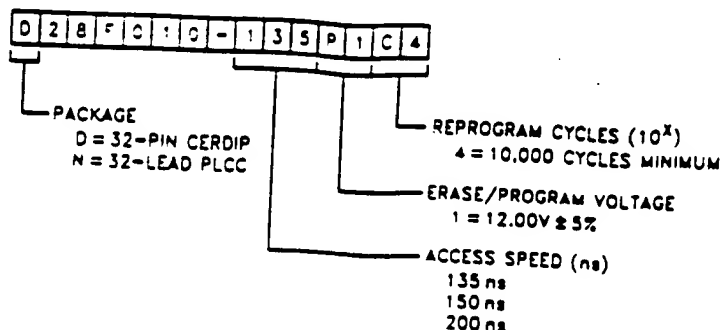 D28F010-135P1C4
PACKAGE
D = 32-PIN CERDIP
N = 32-LEAD PLCC
REPROGRAM CYCLES (10^X)
4 = 10,000 CYCLES MINIMUM
ERASE/PROGRAM VOLTAGE
1 = 12.00V ± 5%
ACCESS SPEED (ns)
135 ns
150 ns
200 ns